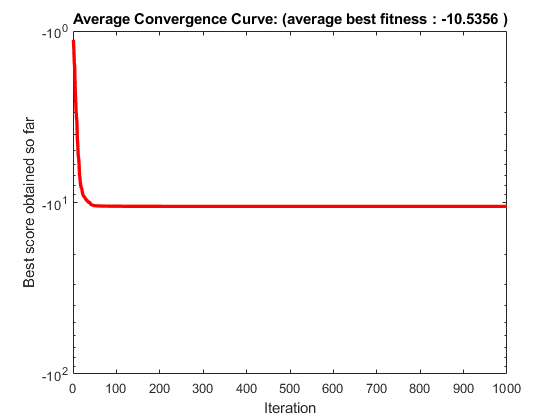 Average Convergence Curve: (average best fitness : -10.5356 )
-10^0
-10^1
-10^2
Best score obtained so far
0 100 200 300 400 500 600 700 800 900 1000
Iteration